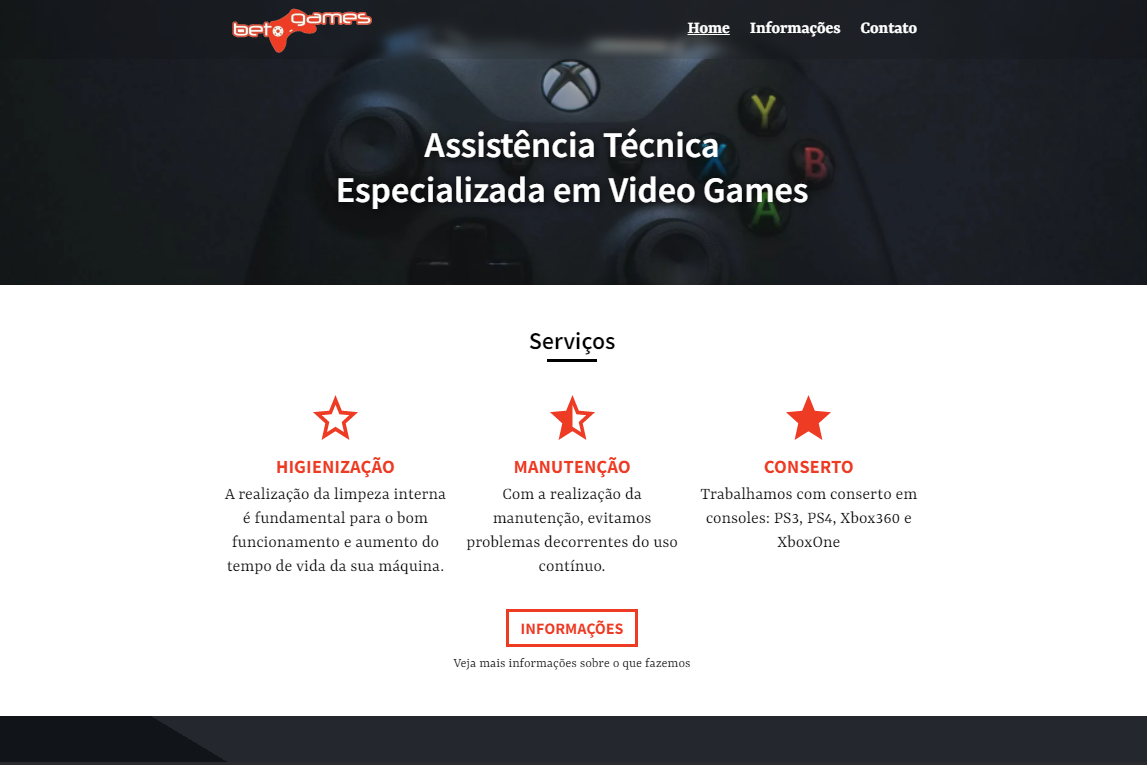 beto games
Home Informações Contato
Y
X
B
A
Assistência Técnica
Especializada em Video Games
Serviços
HIGIENIZAÇÃO
A realização da limpeza interna
é fundamental para o bom
funcionamento e aumento do
tempo de vida da sua máquina.
MANUTENÇÃO
Com a realização da
manutenção, evitamos
problemas decorrentes do uso
contínuo.
CONSERTO
Trabalhamos com conserto em
consoles: PS3, PS4, Xbox360 e
XboxOne
INFORMAÇÕES
Veja mais informações sobre o que fazemos